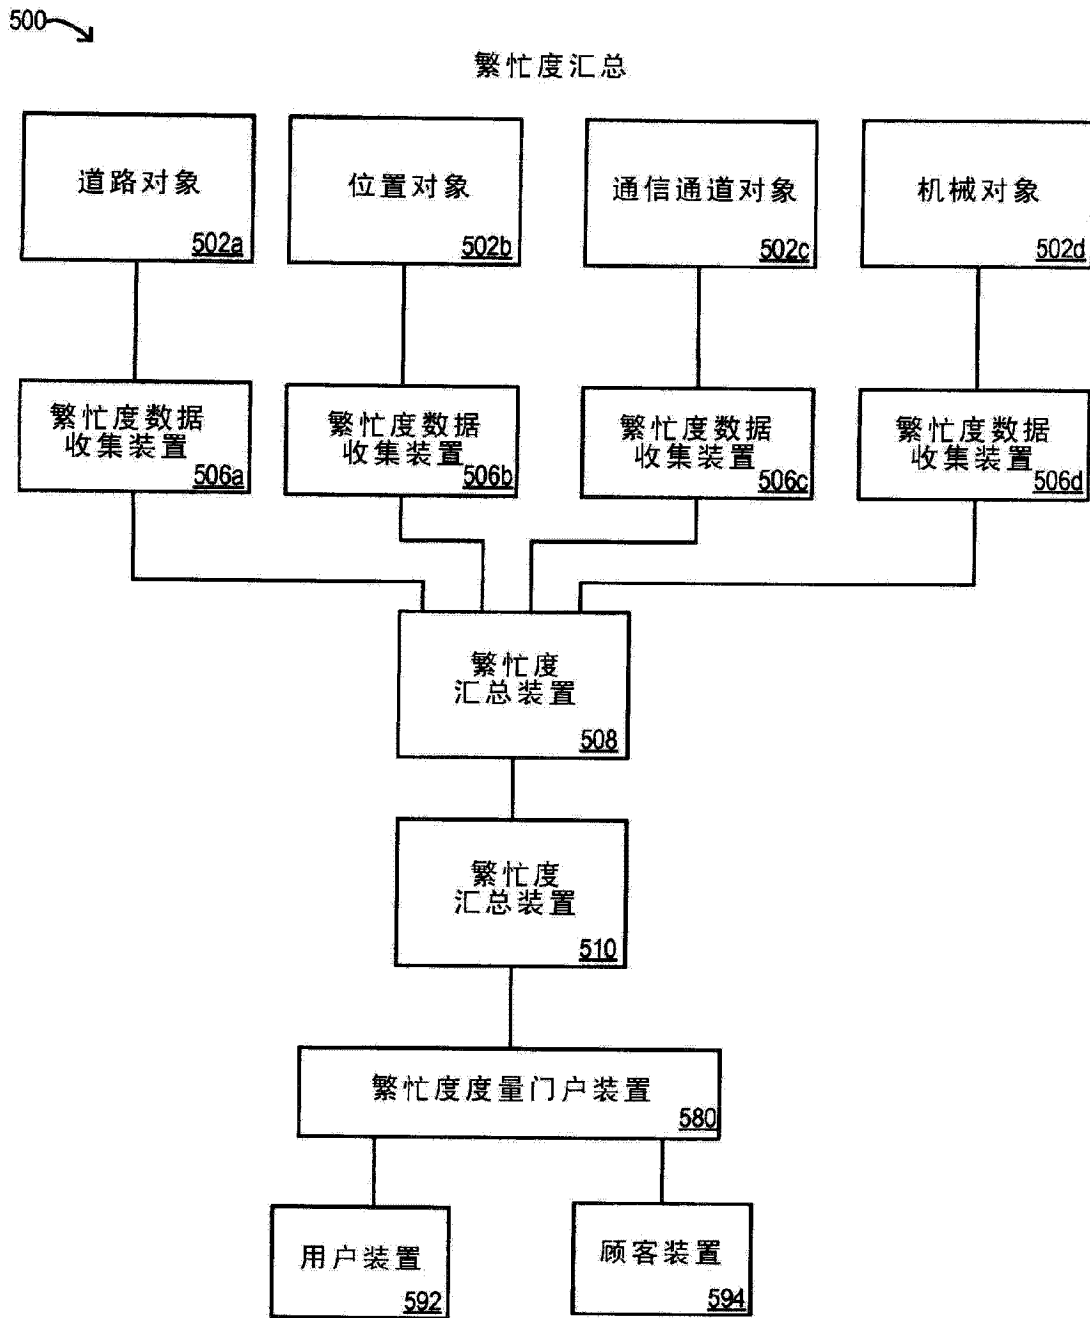 500
繁忙度汇总
道路对象
502a
位置对象
502b
通信通道对象
502c
机械对象
502d
繁忙度数据
收集装置
506a
繁忙度数据
收集装置
506b
繁忙度数据
收集装置
506c
繁忙度数据
收集装置
506d
繁忙度
汇总装置
508
繁忙度
汇总装置
510
繁忙度度量门户装置
580
用户装置
592
顾客装置
594